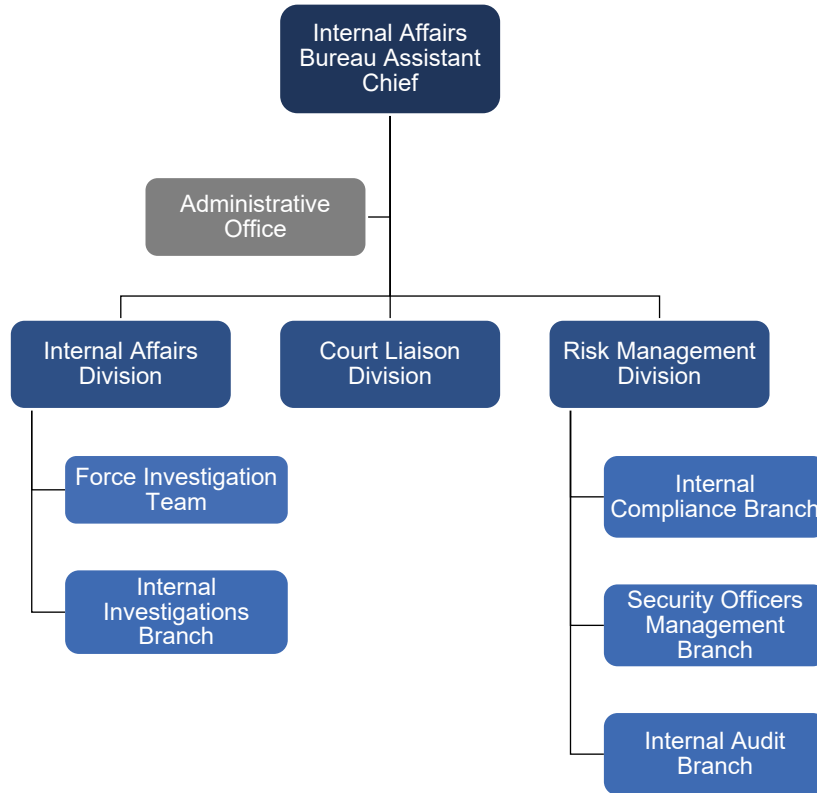 Internal Affairs
Bureau Assistant
Chief
Administrative
Office
Internal Affairs
Division
Court Liaison
Division
Risk Management
Division
Force Investigation
Team
Internal
Investigations
Branch
Internal
Compliance Branch
Security Officers
Management
Branch
Internal Audit
Branch